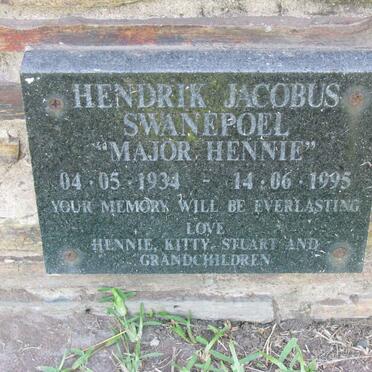 HENDRIK JACOBUS
SWANEPOEL
"MAJOR HENNIE"
04·05·1934 - 14·06·1995
YOUR MEMORY WILL BE EVERLASTING
LOVE
HENNIE, KITTY, STUART AND
GRANDCHILDREN